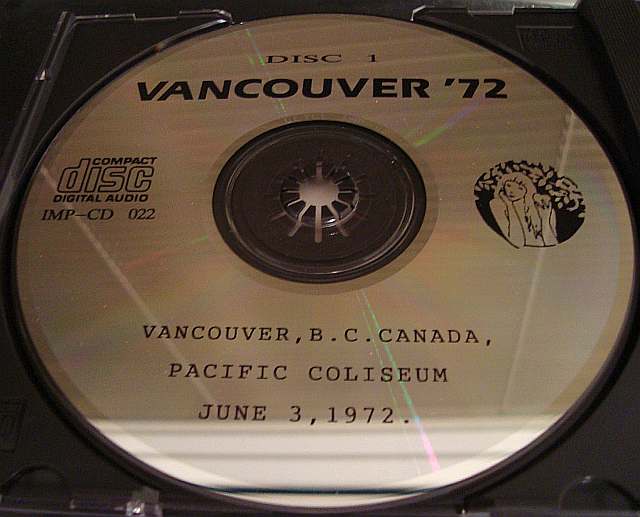 DISC 1
VANCOUVER '72
COMPACT
disc
DIGITAL AUDIO
IMP-CD 022
VANCOUVER,B.C.CANADA,
PACIFIC COLISEUM
JUNE 3,1972.